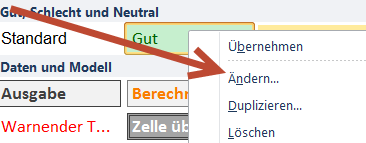 Gut, Schlecht und Neutral
Standard Gut
Übernehmen
Daten und Modell
Ändern...
Ausgabe Berechn
Duplizieren...
Warnender T... Zelle üb
Löschen